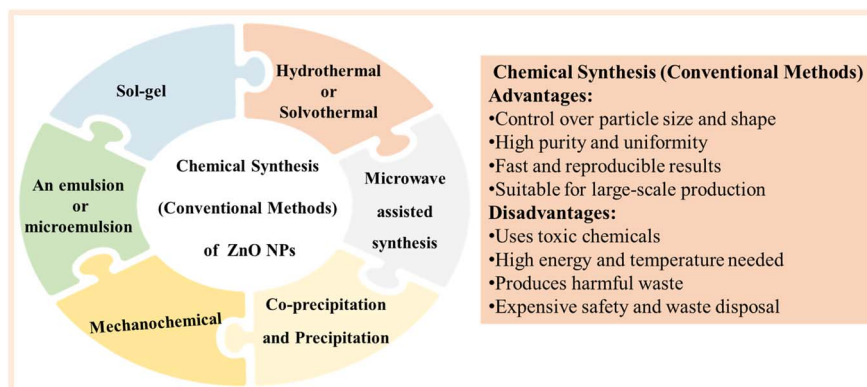 Sol-gel
Hydrothermal
or
Solvothermal
An emulsion
or
microemulsion
Chemical Synthesis
(Conventional Methods)
of ZnO NPs
Microwave
assisted
synthesis
Mechanochemical
Co-precipitation
and Precipitation
Chemical Synthesis (Conventional Methods)
Advantages:
•Control over particle size and shape
•High purity and uniformity
•Fast and reproducible results
•Suitable for large-scale production
Disadvantages:
•Uses toxic chemicals
•High energy and temperature needed
•Produces harmful waste
•Expensive safety and waste disposal